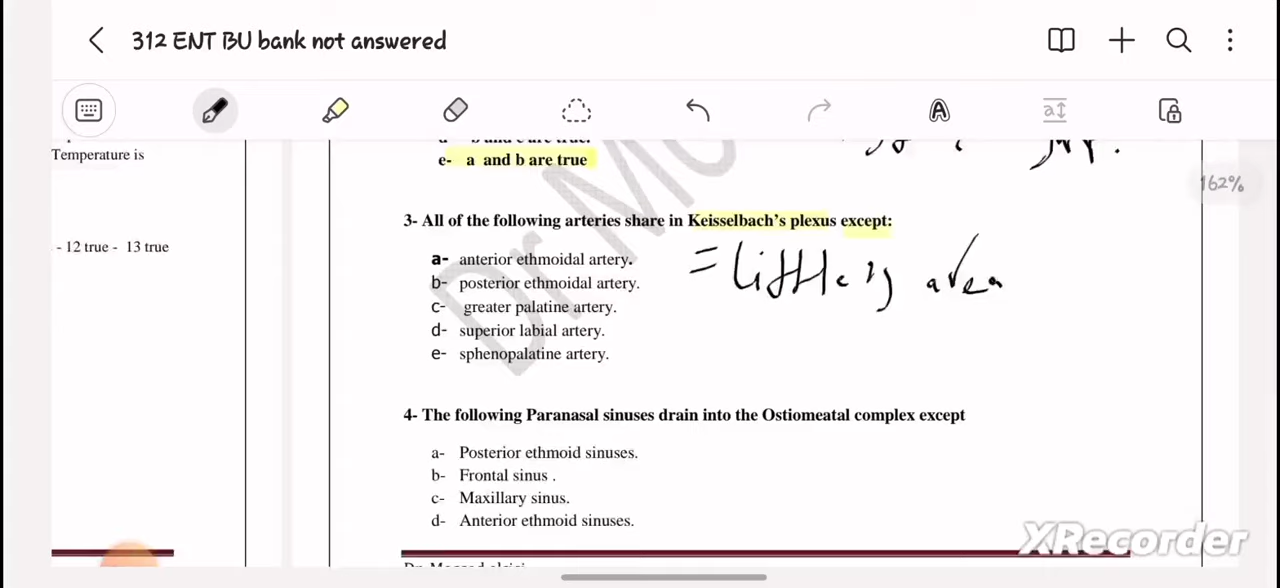 312 ENT BU bank not answered
Temperature is
- 12 true - 13 true
e- a and b are true
162%
3- All of the following arteries share in Keisselbach's plexus except:
a- anterior ethmoidal artery.
= little's area
b- posterior ethmoidal artery.
c- greater palatine artery.
d- superior labial artery.
e- sphenopalatine artery.
4- The following Paranasal sinuses drain into the Ostiomeatal complex except
a- Posterior ethmoid sinuses.
b- Frontal sinus .
c- Maxillary sinus.
d- Anterior ethmoid sinuses.
XRecorder